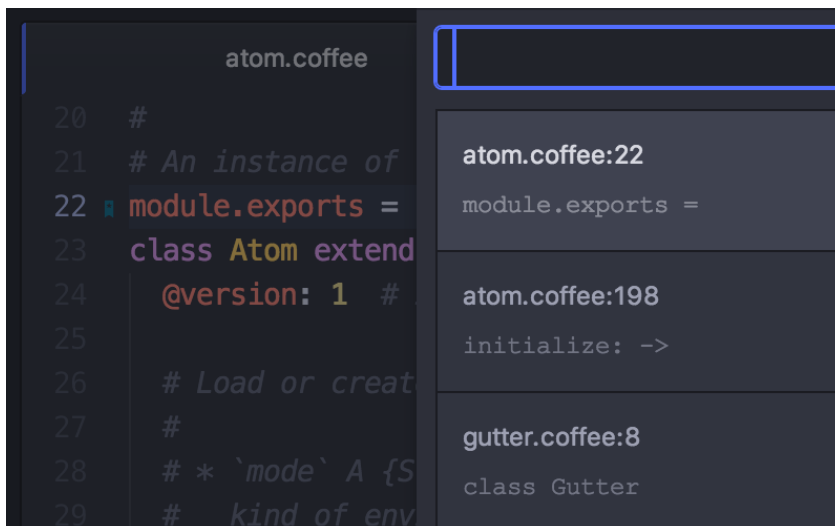 atom.coffee
20 #
21 # An instance of
22 module.exports =
23 class Atom extend
24 @version: 1 #
25
26 # Load or creat
27 #
28 # * `mode` A {S
29 # kind of env
atom.coffee:22
module.exports =
atom.coffee:198
initialize: ->
gutter.coffee:8
class Gutter